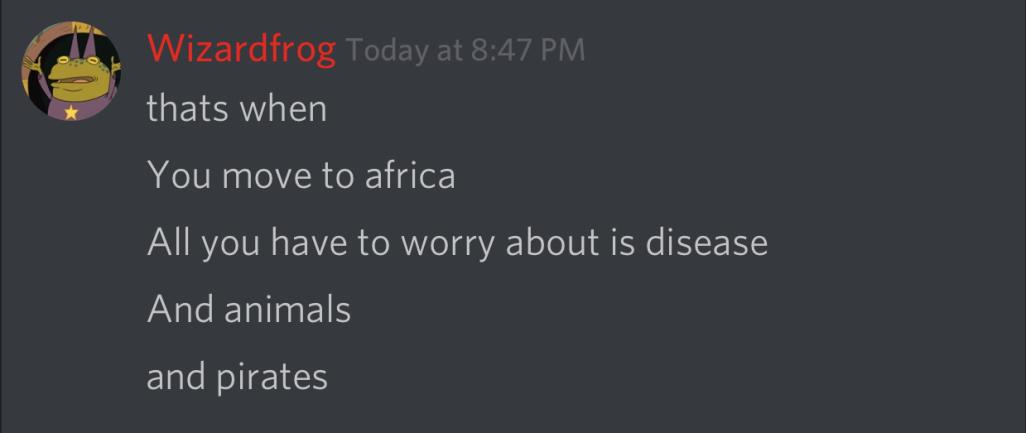 Wizardfrog Today at 8:47 PM
thats when
You move to africa
All you have to worry about is disease
And animals
and pirates